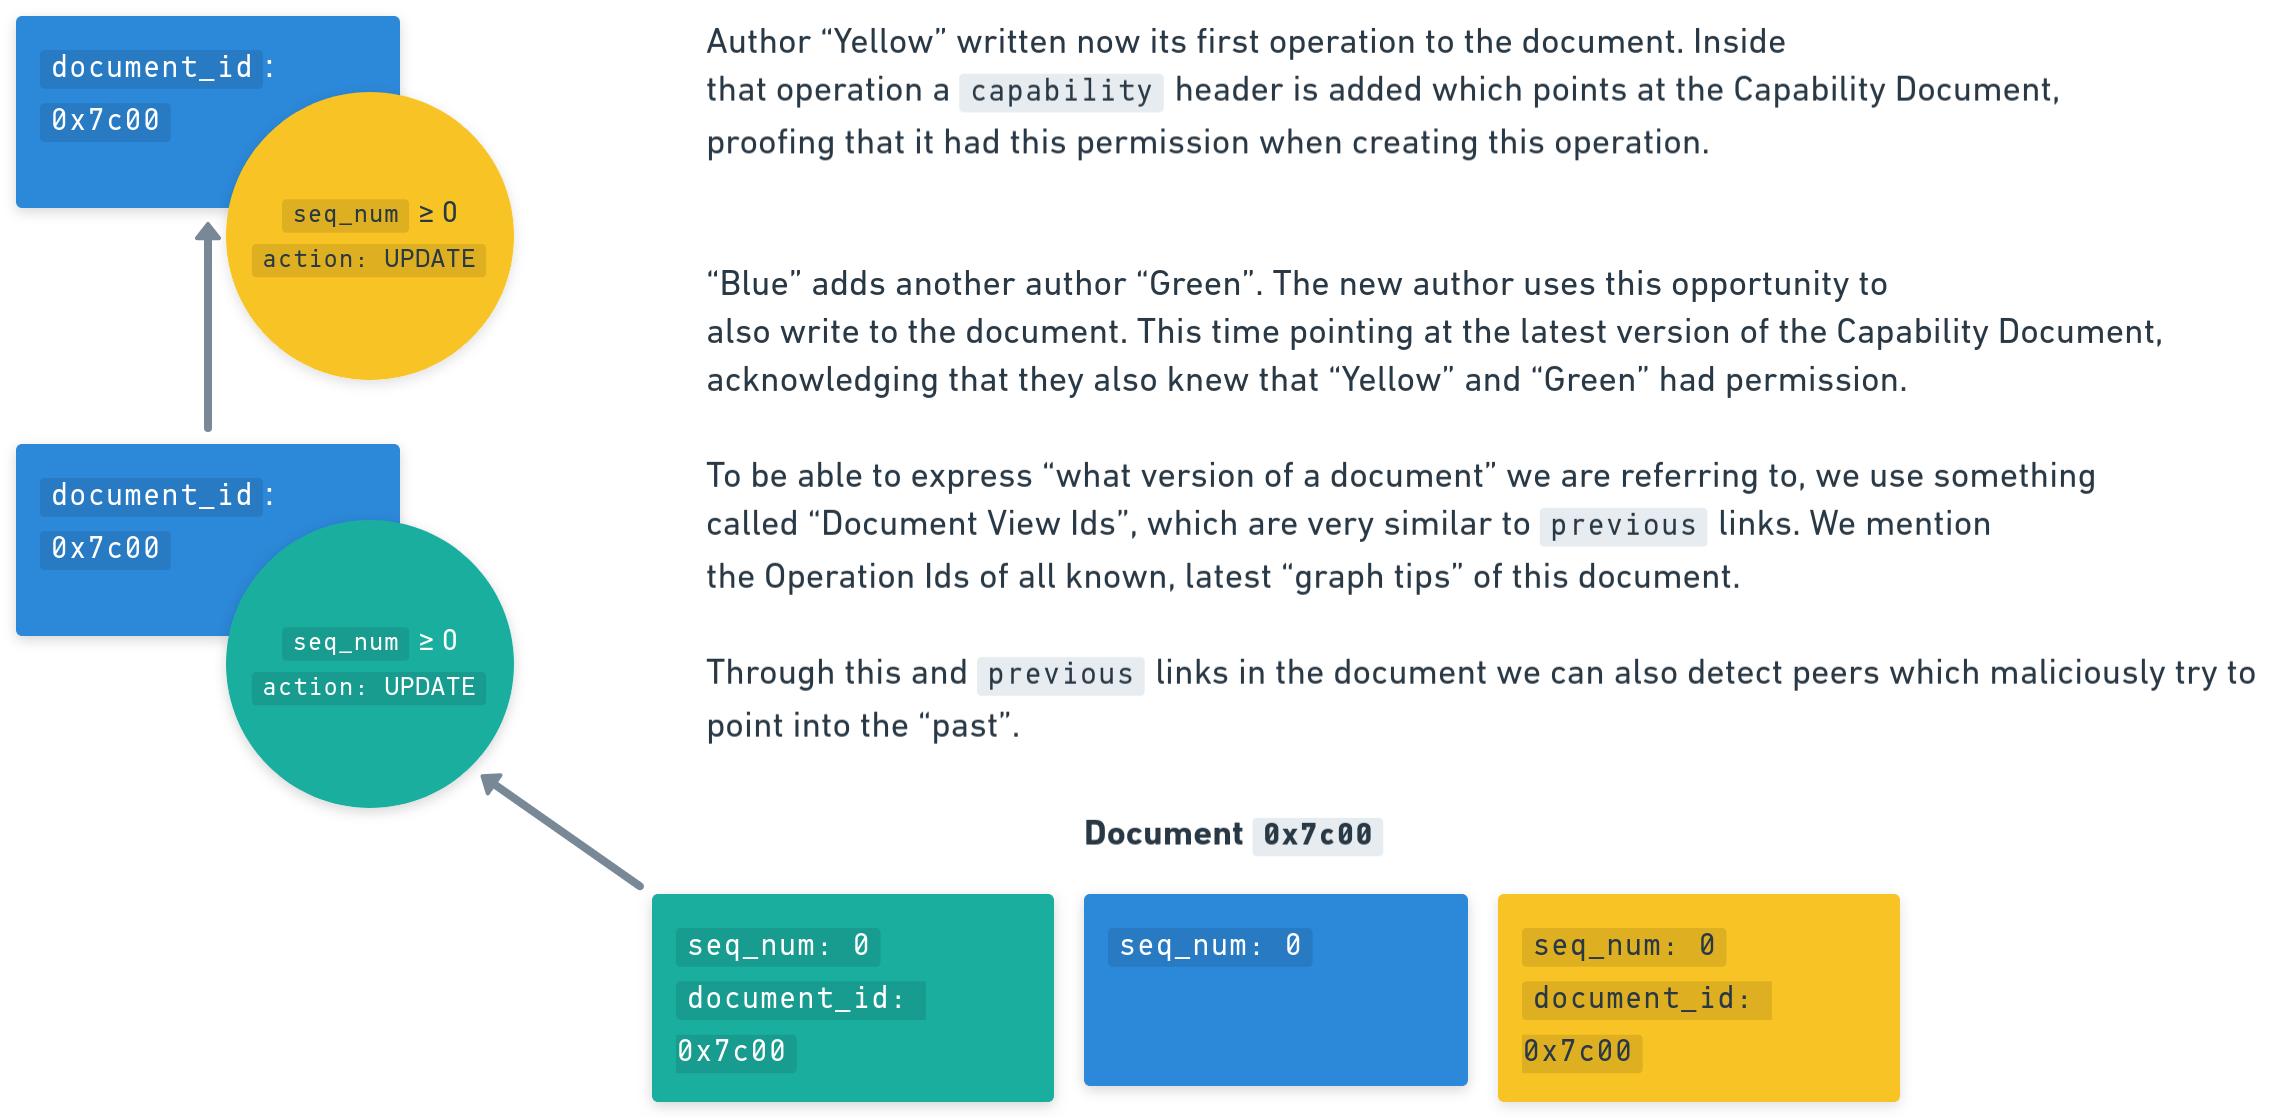 document_id:
0x7c00
seq_num ≥ 0
action: UPDATE
Author “Yellow” written now its first operation to the document. Inside
that operation a capability header is added which points at the Capability Document,
proofing that it had this permission when creating this operation.
“Blue” adds another author “Green”. The new author uses this opportunity to
also write to the document. This time pointing at the latest version of the Capability Document,
acknowledging that they also knew that “Yellow” and “Green” had permission.
document_id:
0x7c00
seq_num ≥ 0
action: UPDATE
To be able to express “what version of a document” we are referring to, we use something
called “Document View Ids”, which are very similar to previous links. We mention
the Operation Ids of all known, latest “graph tips” of this document.
Through this and previous links in the document we can also detect peers which maliciously try to
point into the “past”.
Document 0x7c00
seq_num: 0
document_id:
0x7c00
seq_num: 0
seq_num: 0
document_id:
0x7c00